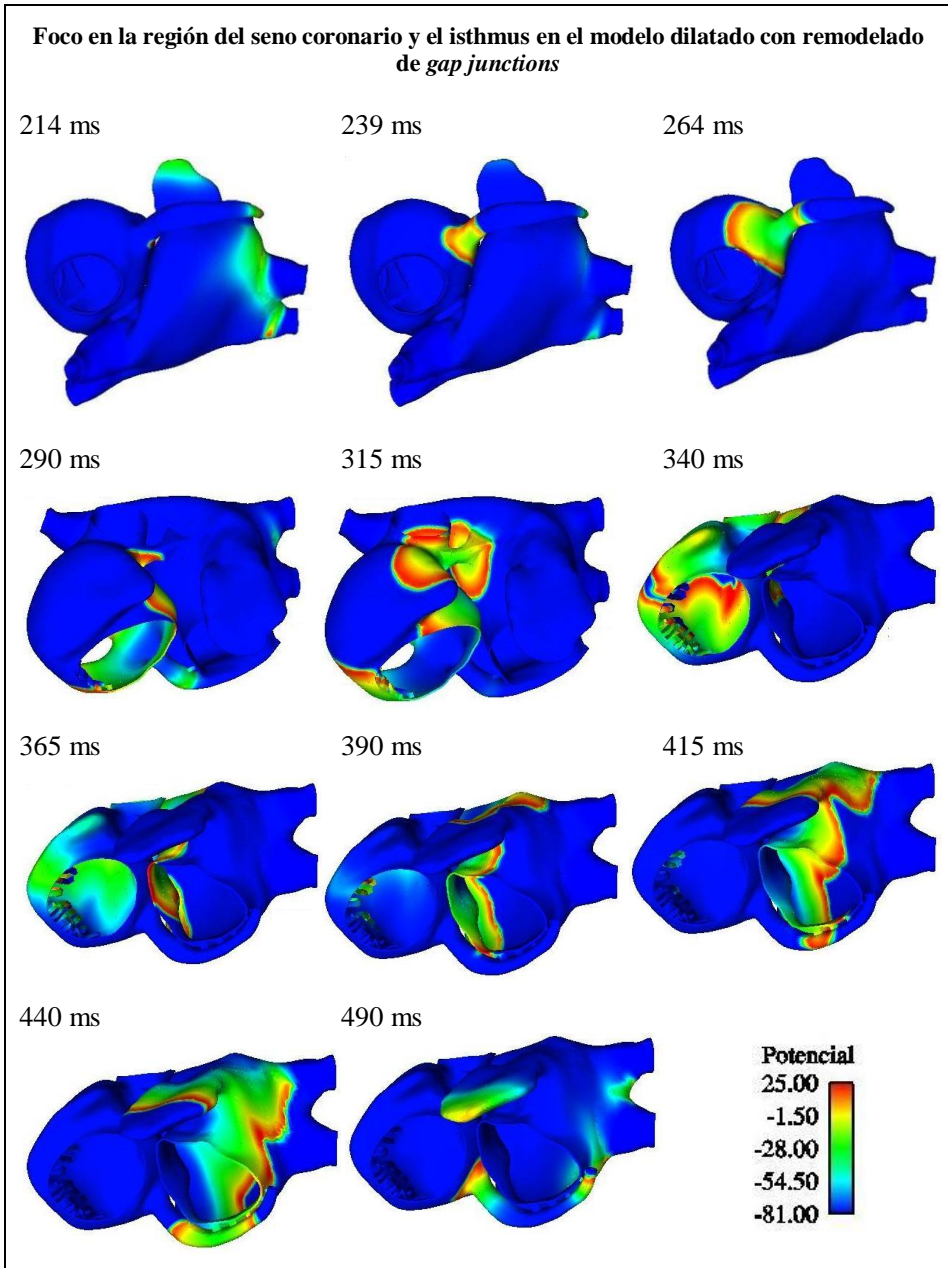 Foco en la región del seno coronario y el isthmus en el modelo dilatado con remodelado
de gap junctions
214 ms
239 ms
264 ms
290 ms
315 ms
340 ms
365 ms
390 ms
415 ms
440 ms
490 ms
Potencial
25.00
-1.50
-28.00
-54.50
-81.00